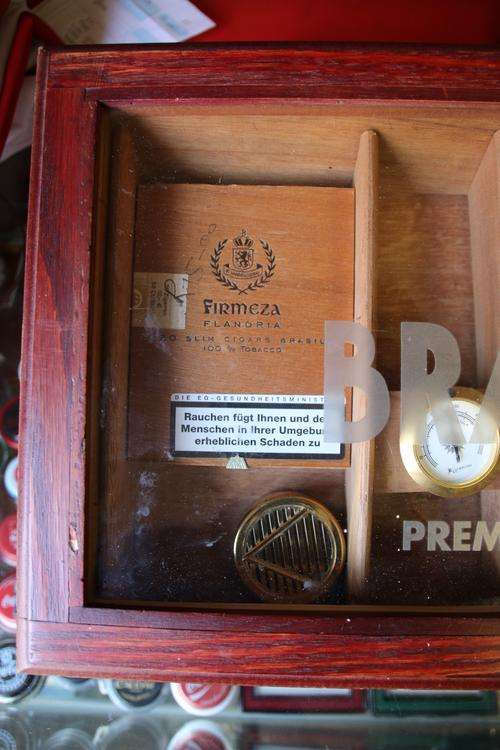 FIRMEZA
FLANDRIA
SLIM CIGARS BRASIL
100 % TOBACCO
DIE EG-GESUNDHEITSMINIST
Rauchen fügt Ihnen und de
Menschen in Ihrer Umgebun
erheblichen Schaden zu
BRA
PREM